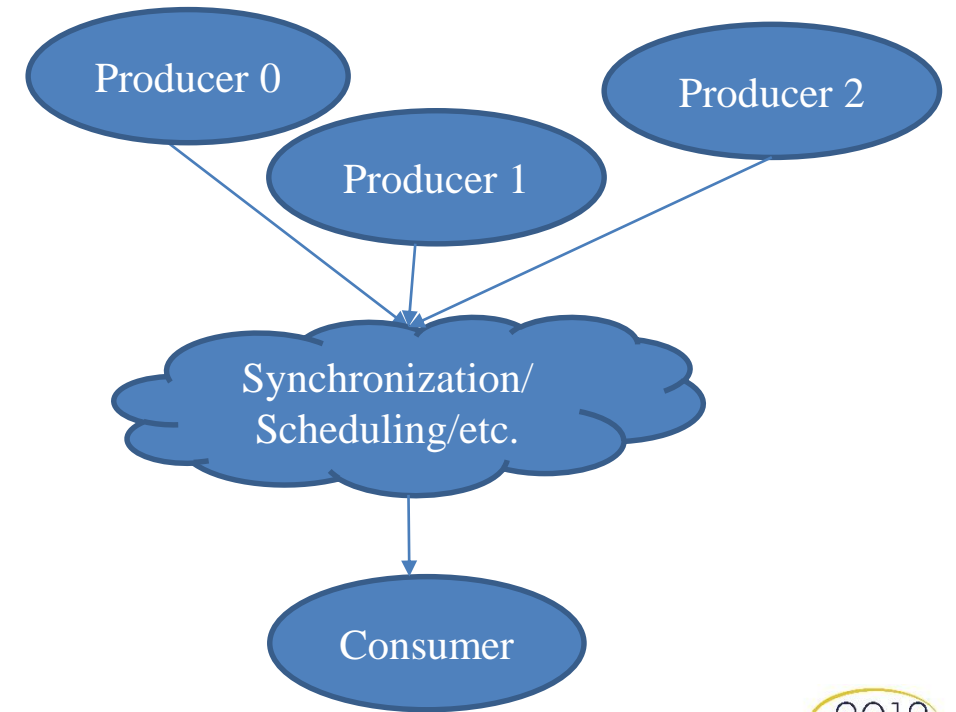 Producer 0
Producer 2
Producer 1
Synchronization/
Scheduling/etc.
Consumer